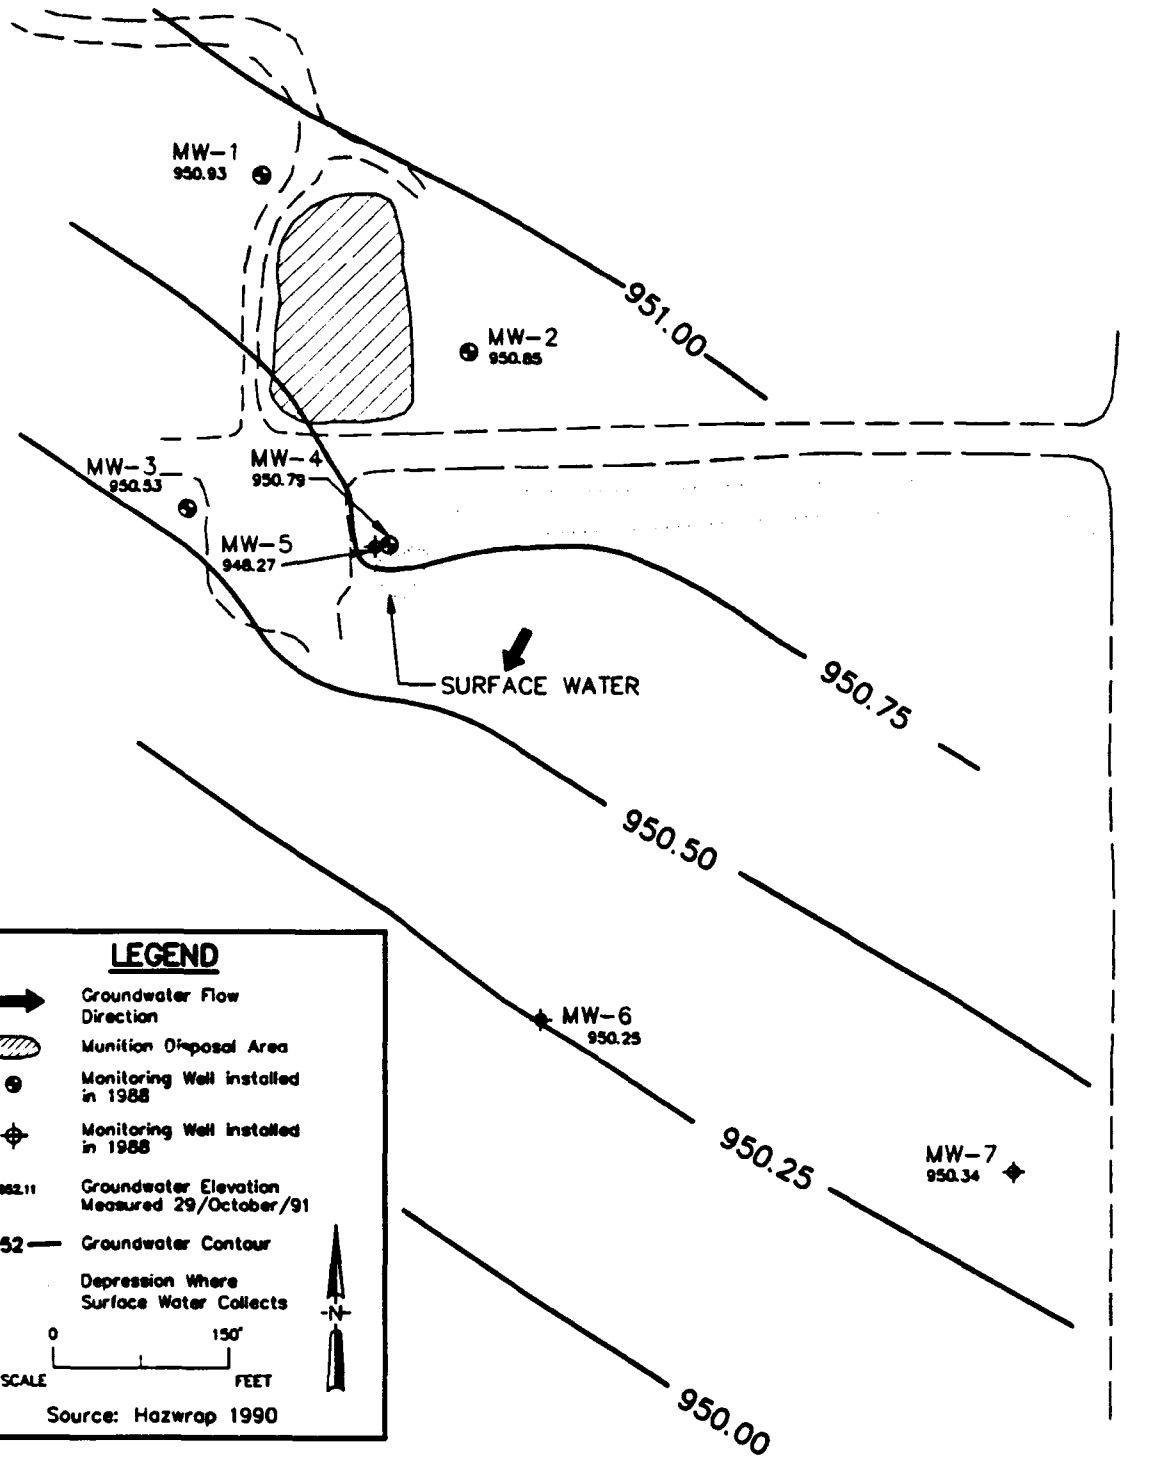 MW-1
950.93
951.00
MW-2
950.85
MW-3
950.53
MW-4
950.79
MW-5
948.27
SURFACE WATER
950.75
950.50
MW-6
950.25
950.25
MW-7
950.34
950.00
LEGEND
Groundwater Flow
Direction
Munition Disposal Area
Monitoring Well installed
in 1988
Monitoring Well installed
in 1988
Groundwater Elevation
Measured 29/October/91
52
Groundwater Contour
Depression Where
Surface Water Collects
N
0 150'
SCALE FEET
Source: Hazwrap 1990